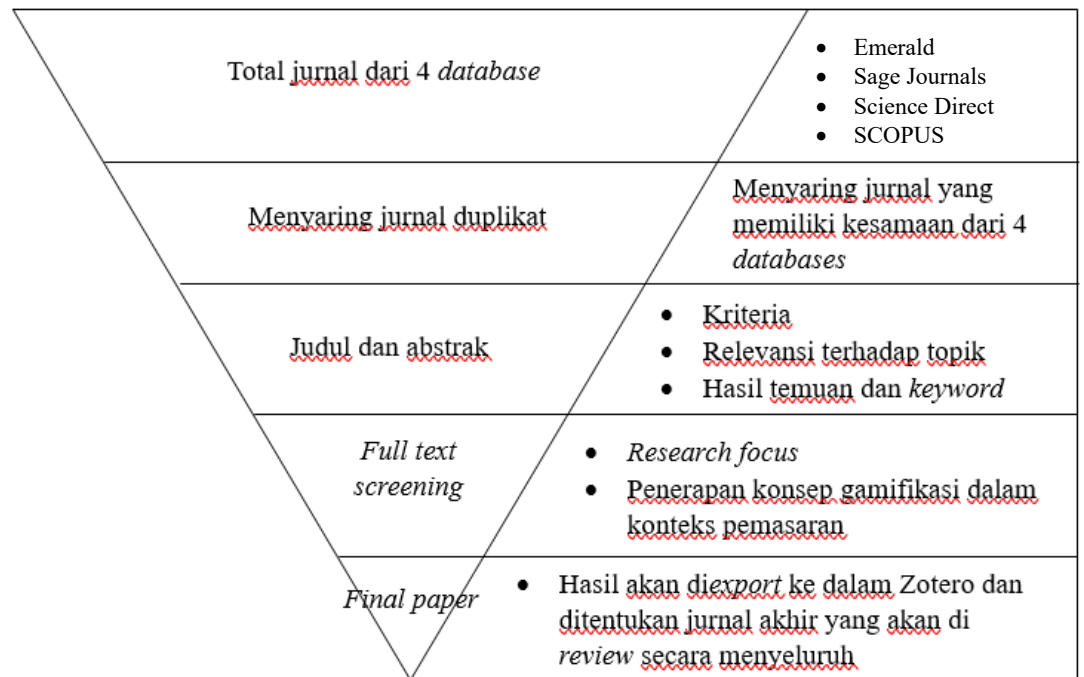 Total jurnal dari 4 database
• Emerald
• Sage Journals
• Science Direct
• SCOPUS
Menyaring jurnal duplikat
Menyaring jurnal yang
memiliki kesamaan dari 4
databases
Judul dan abstrak
• Kriteria
• Relevansi terhadap topik
• Hasil temuan dan keyword
Full text
screening
• Research focus
• Penerapan konsep gamifikasi dalam
konteks pemasaran
Final paper
• Hasil akan diexport ke dalam Zotero dan
ditentukan jurnal akhir yang akan di
review secara menyeluruh